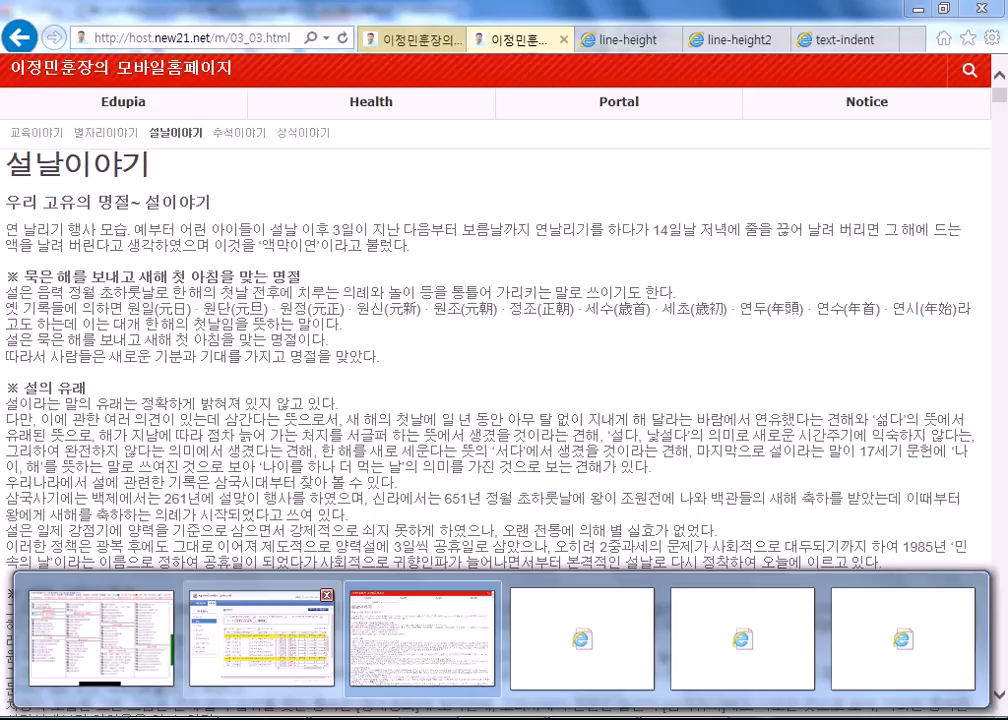 http://host.new21.net/m/03_03.html
이정민훈장의...
이정민훈...
line-height
line-height2
text-indent
이정민훈장의 모바일홈페이지
Edupia
Health
Portal
Notice
교육이야기 별자리이야기 설날이야기 추석이야기 상식이야기
설날이야기
우리 고유의 명절~ 설이야기
연 날리기 행사 모습. 예부터 어린 아이들이 설날 이후 3일이 지난 다음부터 보름날까지 연날리기를 하다가 14일날 저녁에 줄을 끊어 날려 버리면 그 해에 드는
액을 날려 버린다고 생각하였으며 이것을 ‘액막이연’이라고 불렀다.
※ 묵은 해를 보내고 새해 첫 아침을 맞는 명절
설은 음력 정월 초하룻날로 한 해의 첫날 전후에 치루는 의례와 놀이 등을 통틀어 가리키는 말로 쓰이기도 한다.
옛 기록들에 의하면 원일(元日) · 원단(元旦) · 원정(元正) · 원신(元新) · 원조(元朝) · 정조(正朝) · 세수(歲首) · 세초(歲初) · 연두(年頭) · 연수(年首) · 연시(年始)라
고도 하는데 이는 대개 한 해의 첫날임을 뜻하는 말이다.
설은 묵은 해를 보내고 새해 첫 아침을 맞는 명절이다.
따라서 사람들은 새로운 기분과 기대를 가지고 명절을 맞았다.
※ 설의 유래
설이라는 말의 유래는 정확하게 밝혀져 있지 않고 있다.
다만, 이에 관한 여러 의견이 있는데 삼간다는 뜻으로서, 새 해의 첫날에 일 년 동안 아무 탈 없이 지내게 해 달라는 바람에서 연유했다는 견해와 ‘섧다’의 뜻에서
유래된 뜻으로, 해가 지남에 따라 점차 늙어 가는 처지를 서글퍼 하는 뜻에서 생겼을 것이라는 견해, ‘설다, 낯설다’의 의미로 새로운 시간주기에 익숙하지 않다는,
그리하여 완전하지 않다는 의미에서 생겼다는 견해, 한 해를 새로 세운다는 뜻의 ‘서다’에서 생겼을 것이라는 견해, 마지막으로 설이라는 말이 17세기 문헌에 ‘나
이, 해’를 뜻하는 말로 쓰여진 것으로 보아 ‘나이를 하나 더 먹는 날’의 의미를 가진 것으로 보는 견해가 있다.
우리나라에서 설에 관련한 기록은 삼국시대부터 찾아 볼 수 있다.
삼국사기에는 백제에서는 261년에 설맞이 행사를 하였으며, 신라에서는 651년 정월 초하룻날에 왕이 조원전에 나와 백관들의 새해 축하를 받았는데 이때부터
왕에게 새해를 축하하는 의례가 시작되었다고 쓰여 있다.
설은 일제 강점기에 양력을 기준으로 삼으면서 강제적으로 쇠지 못하게 하였으나, 오랜 전통에 의해 별 실효가 없었다.
이러한 정책은 광복 후에도 그대로 이어져 제도적으로 양력설에 3일씩 공휴일로 삼았으나, 오히려 2중과세의 문제가 사회적으로 대두되기까지 하여 1985년 ‘민
속의 날’이라는 이름으로 정하여 공휴일이 되었다가 사회적으로 귀향인파가 늘어나면서부터 본격적인 설날로 다시 정착하여 오늘에 이르고 있다.